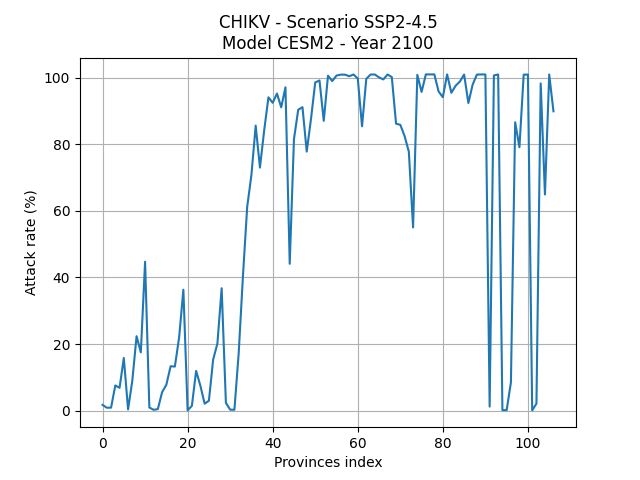 CHIKV - Scenario SSP2-4.5
Model CESM2 - Year 2100
100
80
60
40
20
0
Attack rate (%)
0 20 40 60 80 100
Provinces index